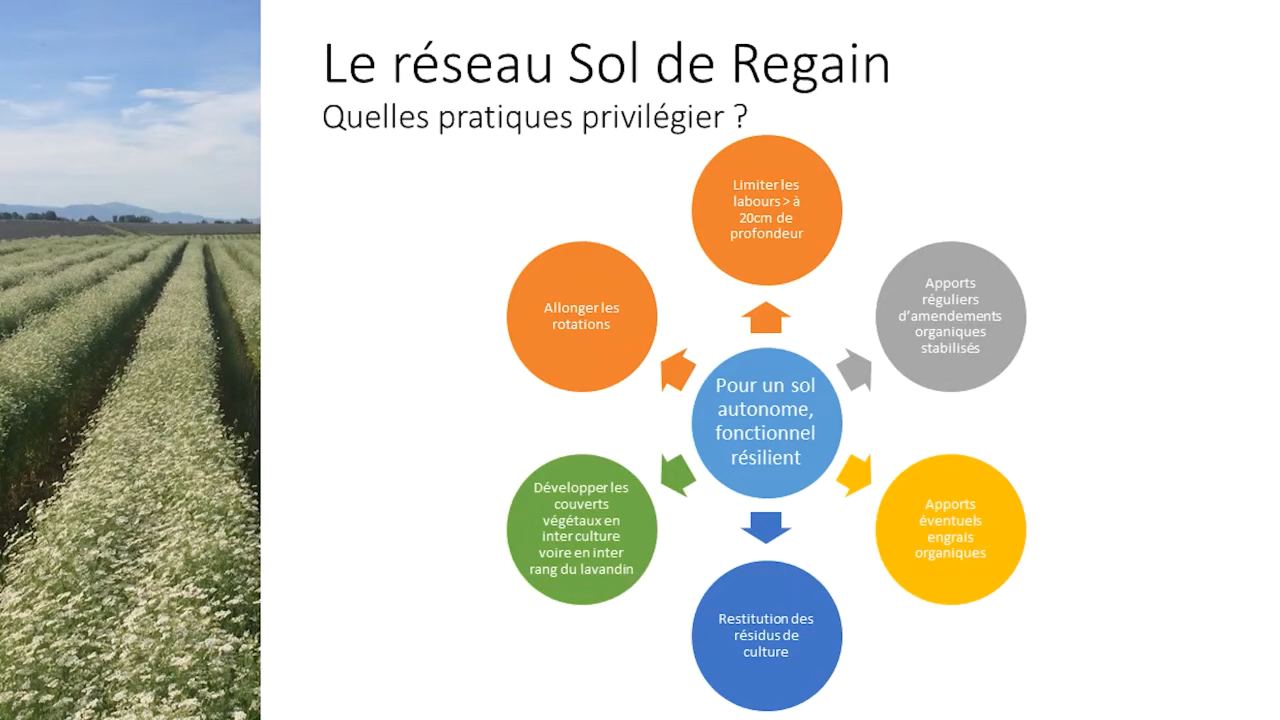 Le réseau Sol de Regain
Quelles pratiques privilégier ?
Limiter les
labours > à
20cm de
profondeur
Apports
réguliers
d'amendements
organiques
stabilisés
Apports
éventuels
engrais
organiques
Restitution des
résidus de
culture
Développer les
couverts
végétaux en
inter culture
voire en inter
rang du lavandin
Allonger les
rotations
Pour un sol
autonome,
fonctionnel
résilient